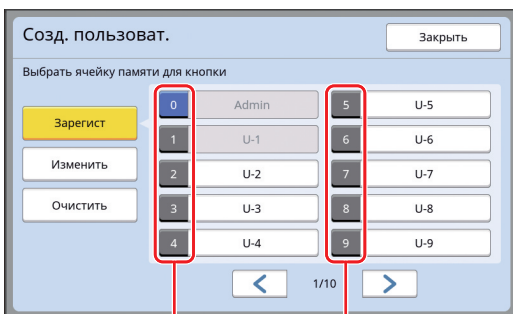 Созд. пользоват.
Закрыть
Выбрать ячейку памяти для кнопки
Зарегист
Изменить
Очистить
0 Admin
1 U-1
2 U-2
3 U-3
4 U-4
5 U-5
6 U-6
7 U-7
8 U-8
9 U-9
1/10